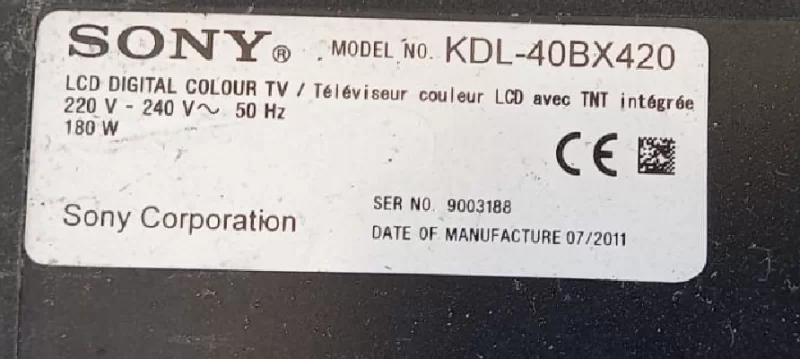 SONY® MODEL NO. KDL-40BX420
LCD DIGITAL COLOUR TV / Téléviseur couleur LCD avec TNT intégrée
220 V - 240 V~ 50 Hz
180 W
CE
SER NO. 9003188
Sony Corporation
DATE OF MANUFACTURE 07/2011